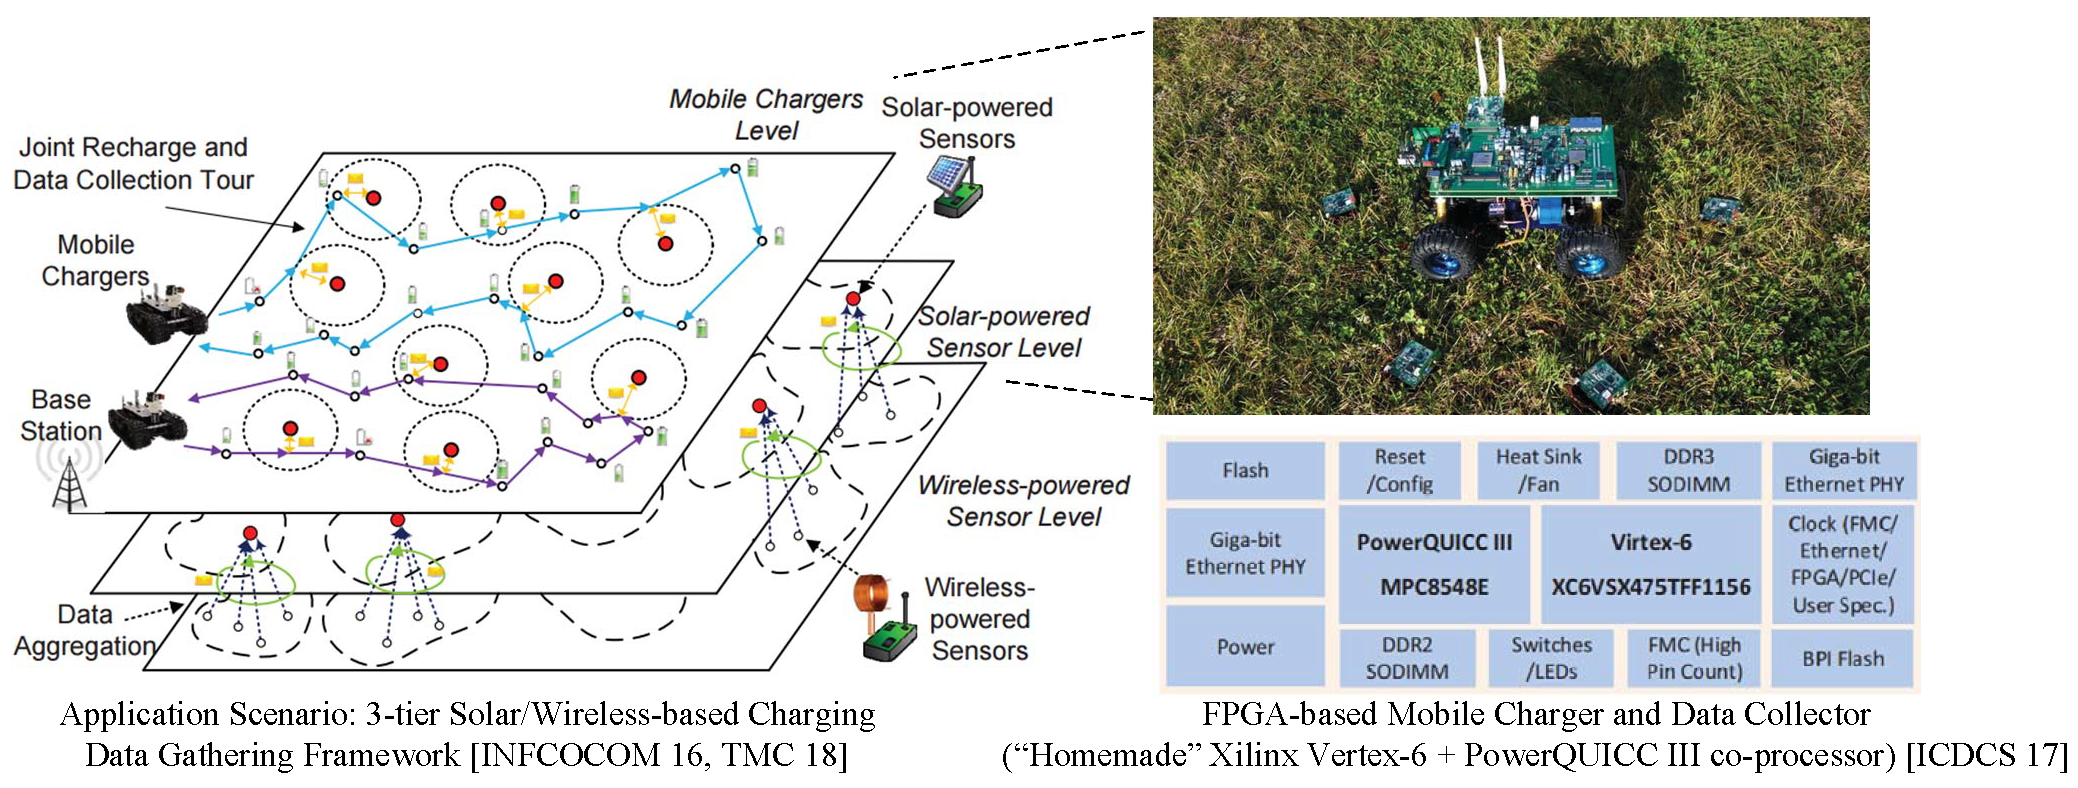 Mobile Chargers
Level
Solar-powered
Sensors
Joint Recharge and
Data Collection Tour
Mobile
Chargers
Solar-powered
Sensor Level
Base
Station
Wireless-powered
Sensor Level
Data
Aggregation
Wireless-
powered
Sensors
Application Scenario: 3-tier Solar/Wireless-based Charging
Data Gathering Framework [INFCOCOM 16, TMC 18]
Flash
Reset
/Config
Heat Sink
/Fan
DDR3
SODIMM
Giga-bit
Ethernet PHY
Giga-bit
Ethernet PHY
PowerQUICC III
MPC8548E
Virtex-6
XC6VSX475TFF1156
Clock (FMC/
Ethernet/
FPGA/PCIe/
User Spec.)
Power
DDR2
SODIMM
Switches
/LEDs
FMC (High
Pin Count)
BPI Flash
FPGA-based Mobile Charger and Data Collector
(“Homemade” Xilinx Vertex-6 + PowerQUICC III co-processor) [ICDCS 17]